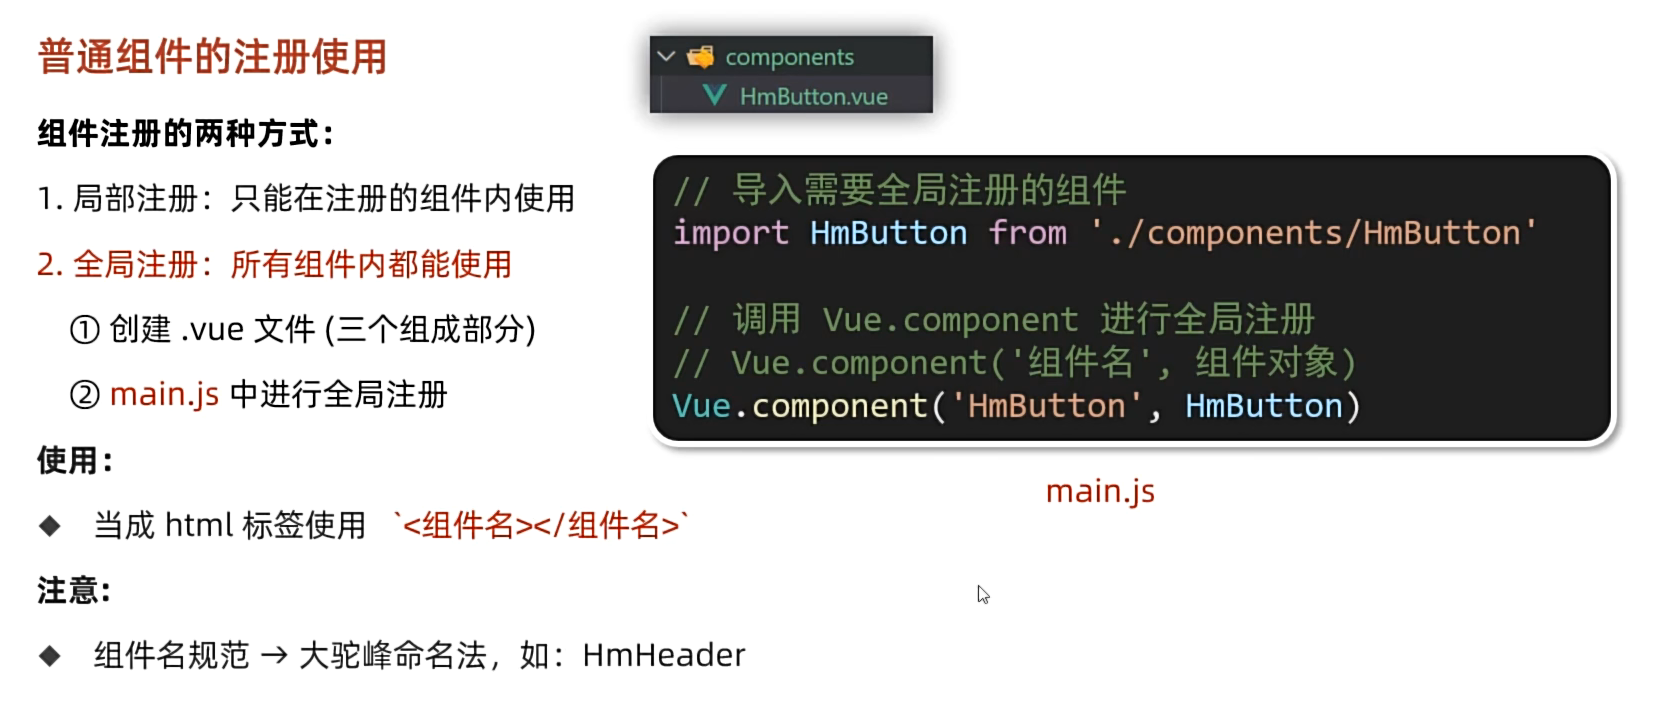 普通组件的注册使用
组件注册的两种方式：
1. 局部注册：只能在注册的组件内使用
2. 全局注册：所有组件内都能使用
① 创建 .vue 文件 (三个组成部分)
② main.js 中进行全局注册
使用：
◆ 当成 html 标签使用 `<组件名></组件名>`
注意：
◆ 组件名规范 → 大驼峰命名法，如：HmHeader
components
HmButton.vue
// 导入需要全局注册的组件
import HmButton from './components/HmButton'
// 调用 Vue.component 进行全局注册
// Vue.component('组件名', 组件对象)
Vue.component('HmButton', HmButton)
main.js